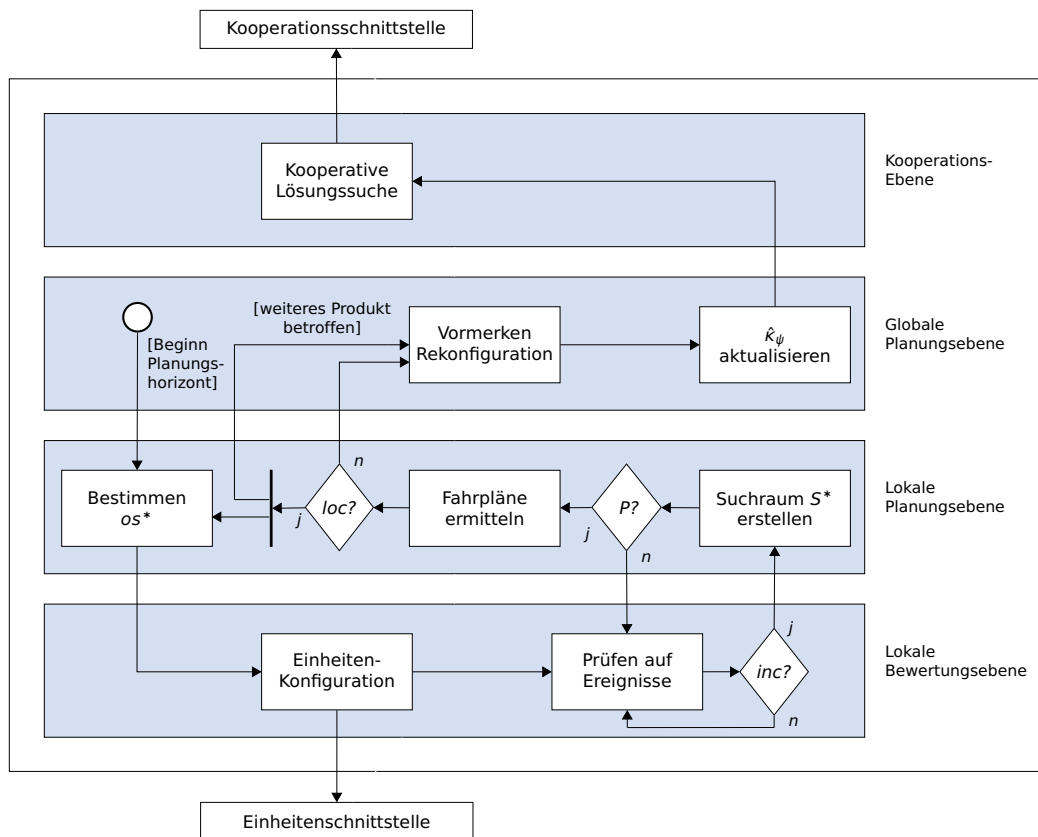 Kooperationsschnittstelle
Kooperative
Lösungssuche
Kooperations-
Ebene
[weiteres Produkt
betroffen]
[Beginn
Planungs-
horizont]
Vormerken
Rekonfiguration
κ̂ψ
aktualisieren
Globale
Planungsebene
Bestimmen
os*
j
loc?
n
Fahrpläne
ermitteln
j
P?
n
Suchraum S*
erstellen
Lokale
Planungsebene
Einheiten-
Konfiguration
Prüfen auf
Ereignisse
inc?
j
n
Lokale
Bewertungsebene
Einheitenschnittstelle